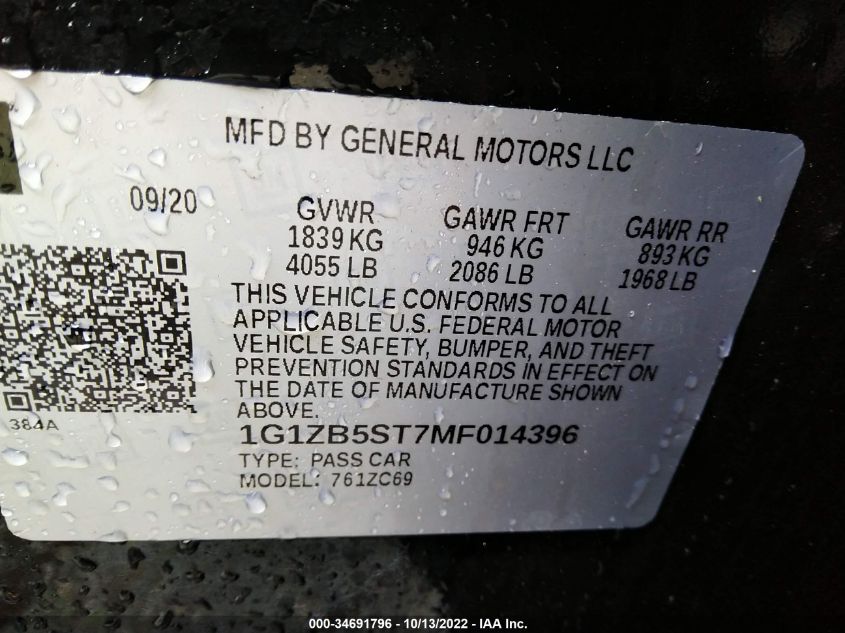 MFD BY GENERAL MOTORS LLC
09/20
GVWR
1839 KG
4055 LB
GAWR FRT
946 KG
2086 LB
GAWR RR
893 KG
1968 LB
THIS VEHICLE CONFORMS TO ALL
APPLICABLE U.S. FEDERAL MOTOR
VEHICLE SAFETY, BUMPER, AND THEFT
PREVENTION STANDARDS IN EFFECT ON
THE DATE OF MANUFACTURE SHOWN
ABOVE.
384A
1G1ZB5ST7MF014396
TYPE: PASS CAR
MODEL: 761ZC69
000-34691796 - 10/13/2022 - IAA Inc.